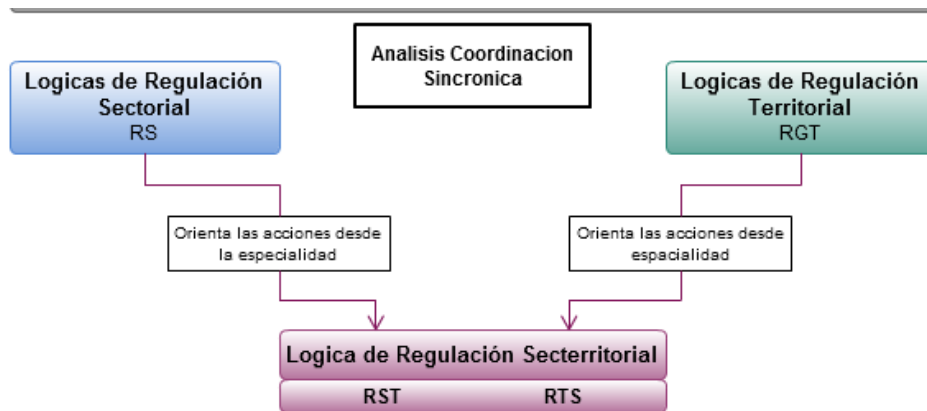 Analisis Coordinacion
Sincronica
Logicas de Regulación
Sectorial
RS
Logicas de Regulación
Territorial
RGT
Orienta las acciones desde
la especialidad
Orienta las acciones desde
espacialidad
Logica de Regulación Secterritorial
RST RTS